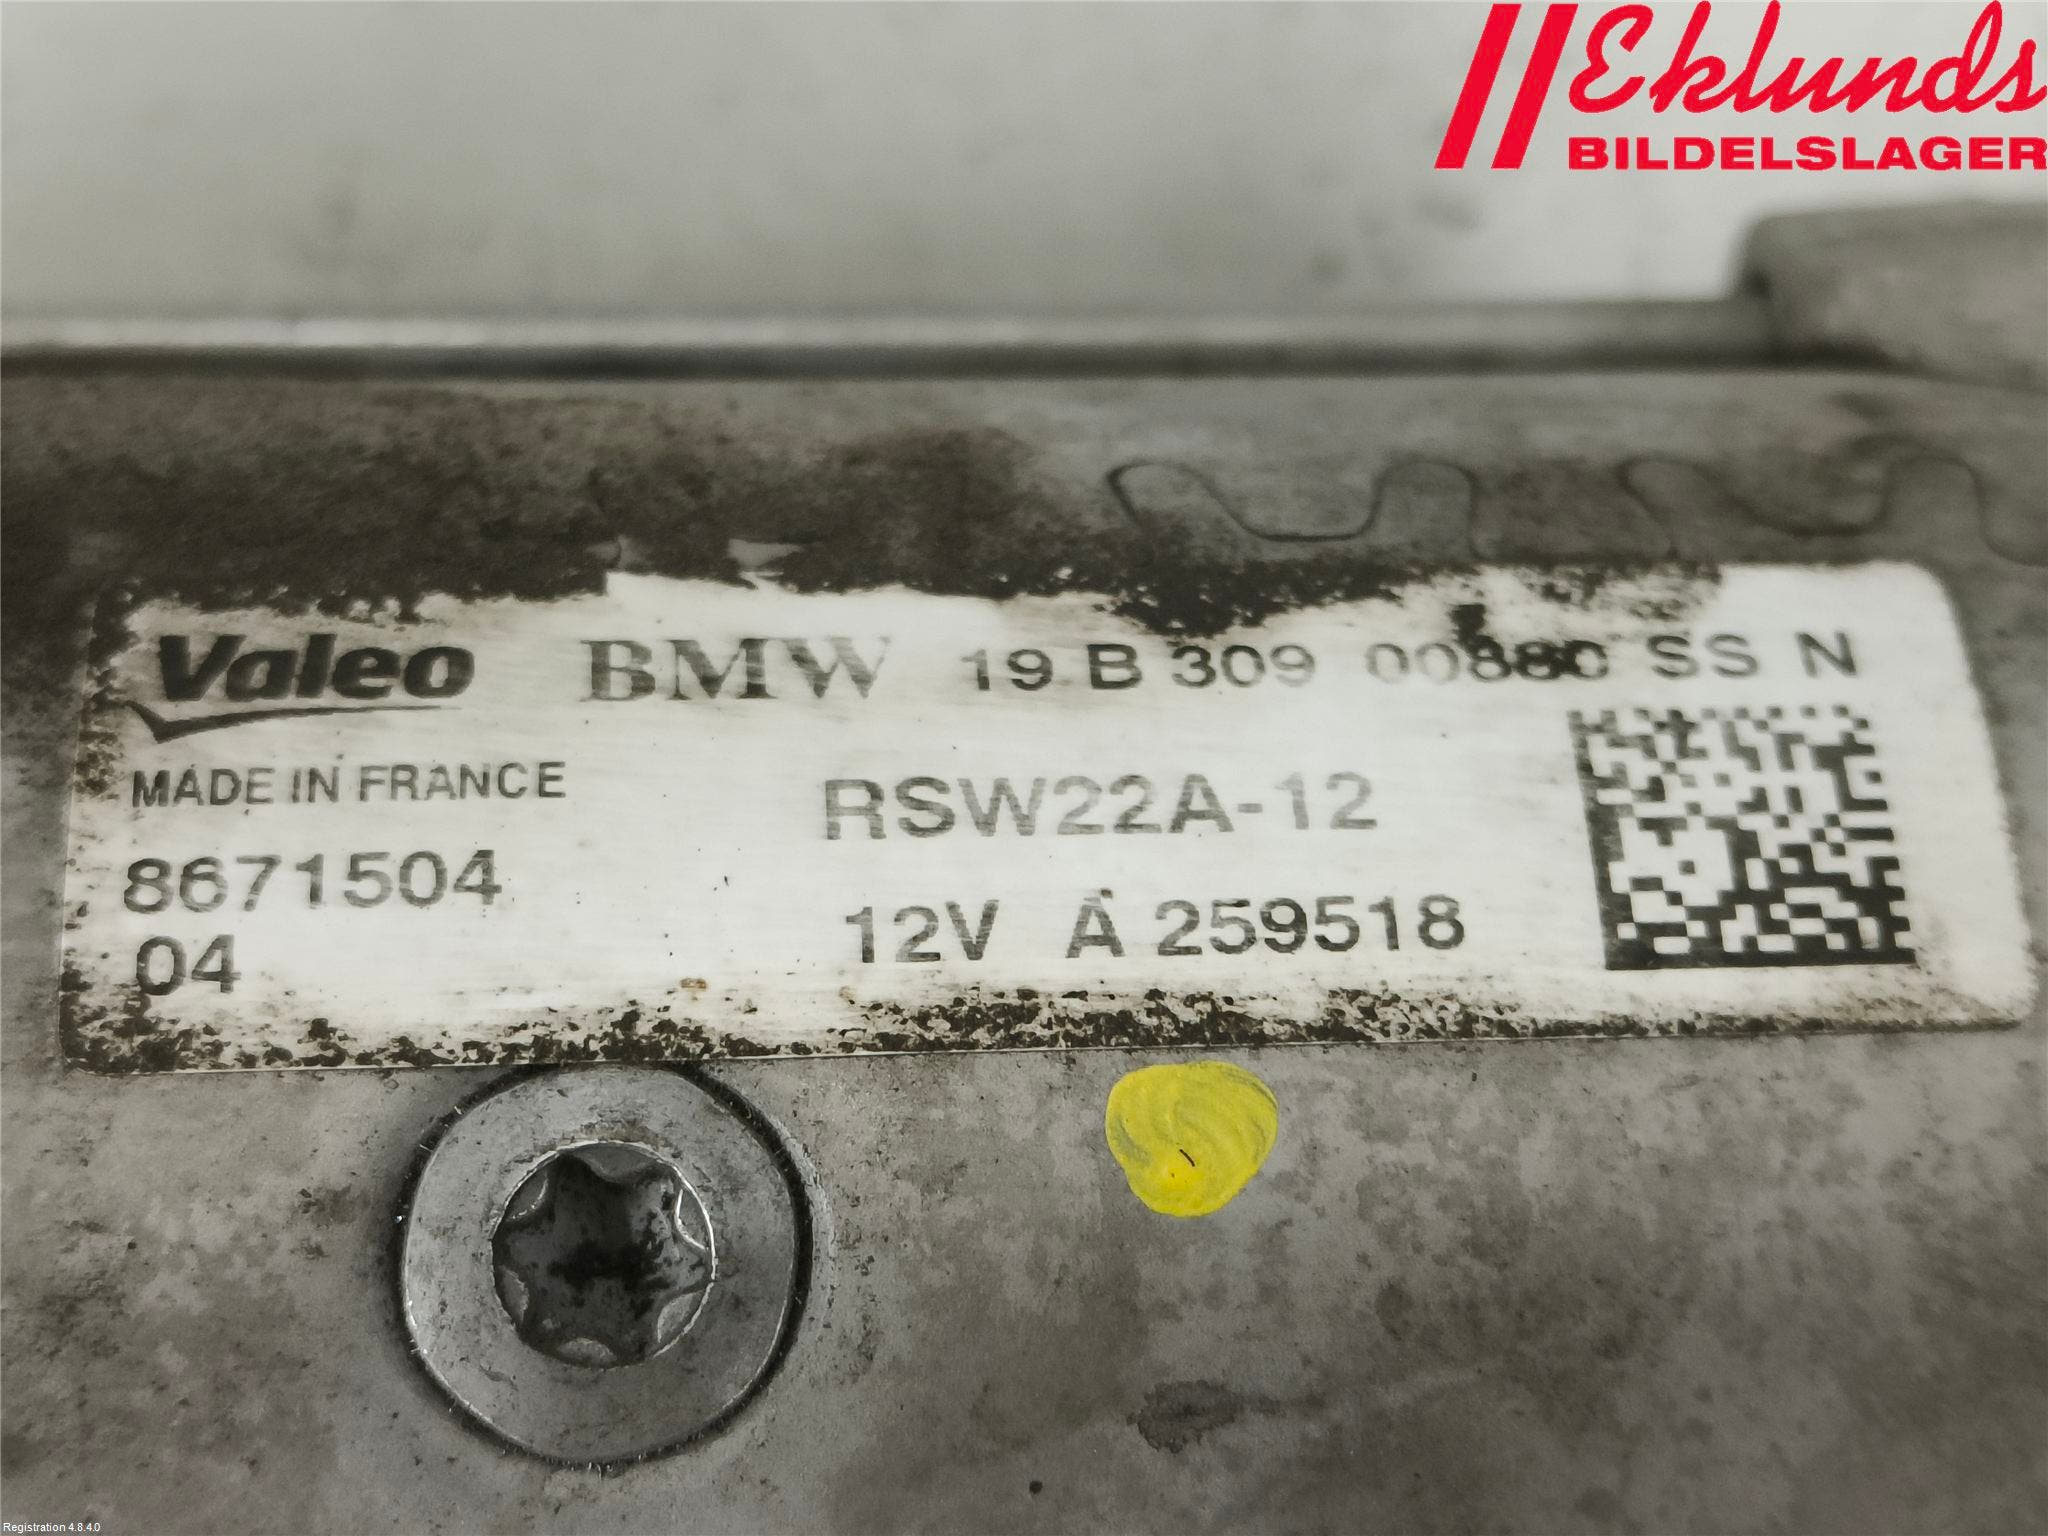 Eklunds
BILDELSLAGER
Valeo BMW 19 B 309 00880 SS N
MADE IN FRANCE
RSW22A-12
8671504
12V A 259518
04
Registration 4.8.4.0